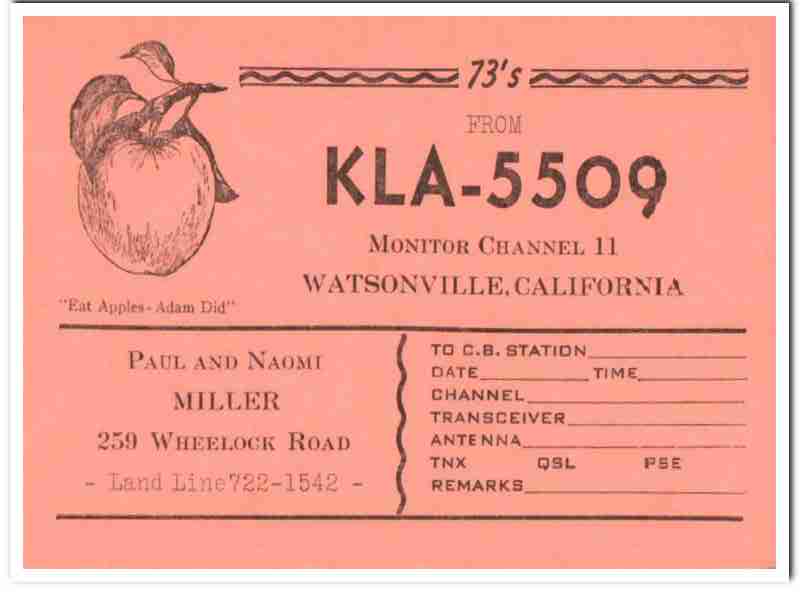 73's
FROM
KLA-5509
MONITOR CHANNEL 11
WATSONVILLE, CALIFORNIA
"Eat Apples - Adam Did"
PAUL AND NAOMI
MILLER
259 WHEELOCK ROAD
- Land Line 722-1542 -
TO C.B. STATION
DATE TIME
CHANNEL
TRANSCEIVER
ANTENNA
TNX QSL PSE
REMARKS